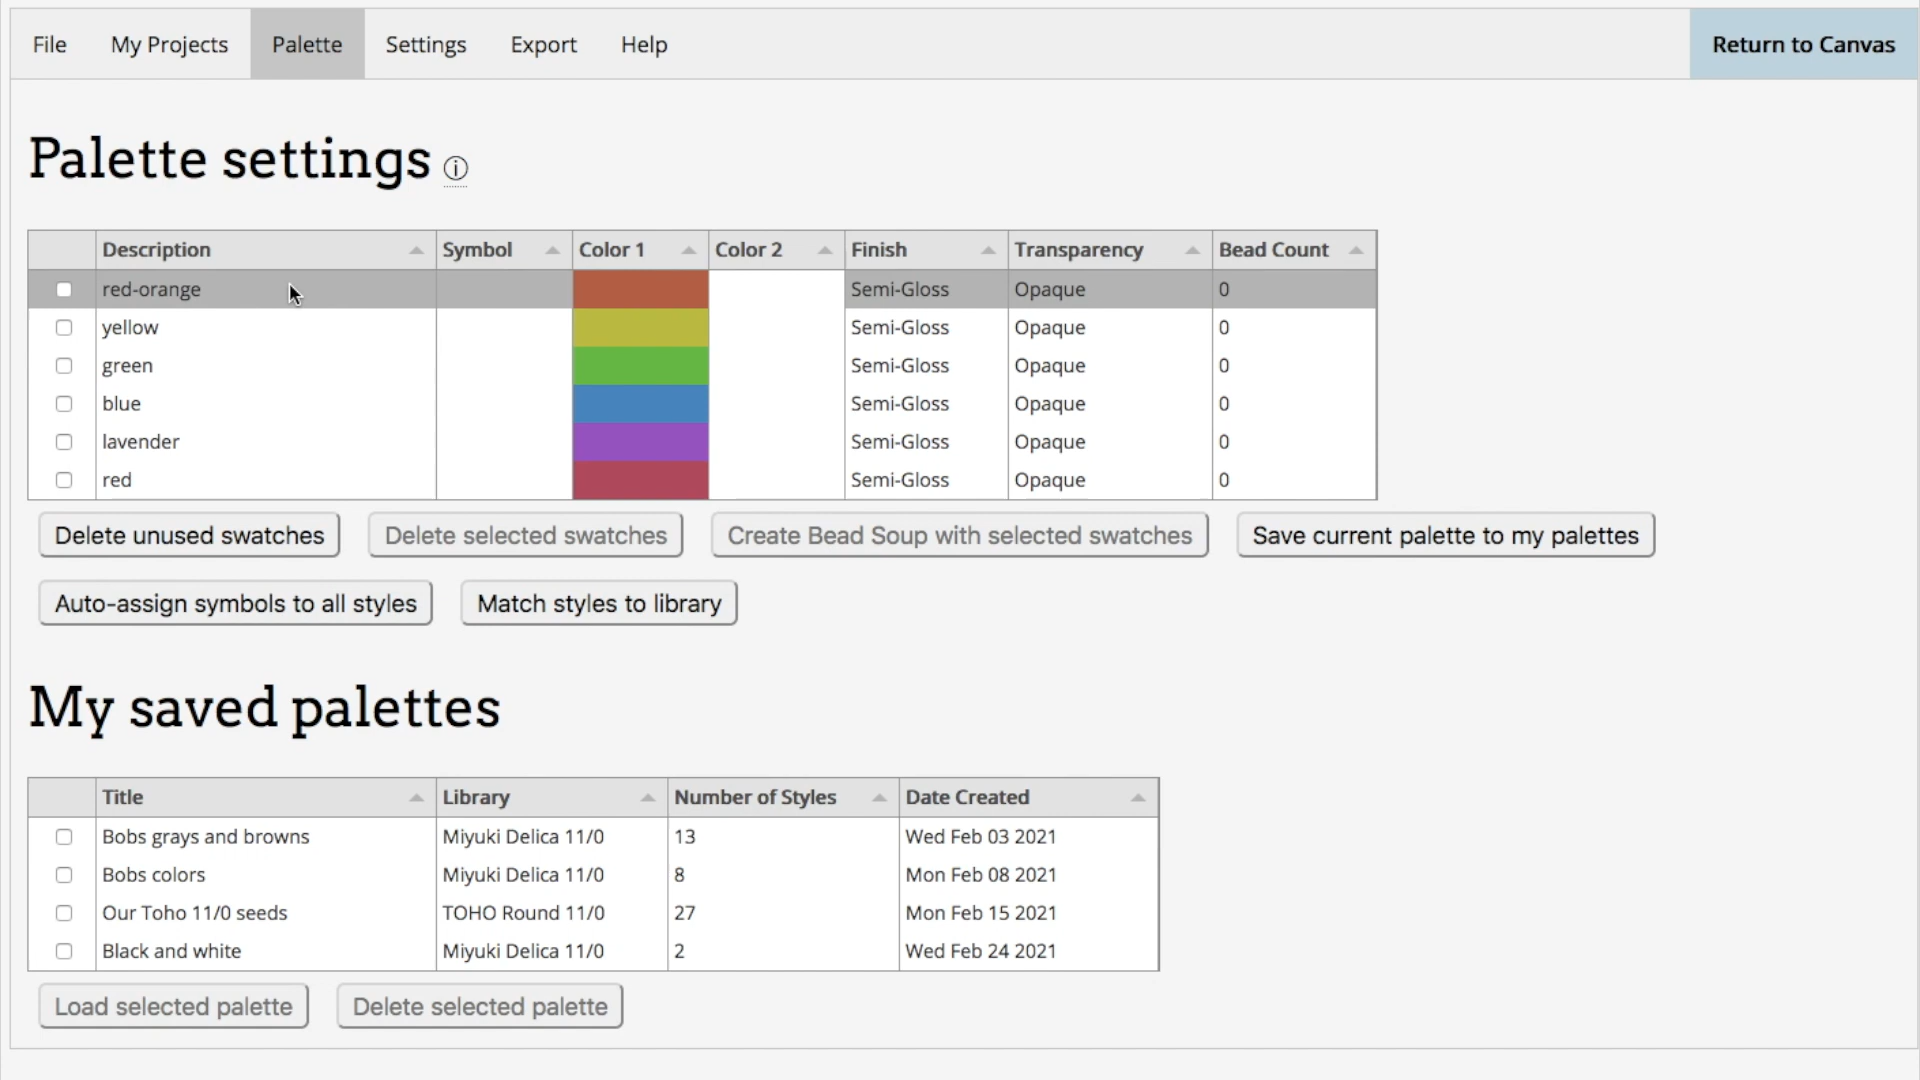 File My Projects Palette Settings Export Help Return to Canvas
Palette settings ⓘ
Description Symbol Color 1 Color 2 Finish Transparency Bead Count
red-orange Semi-Gloss Opaque 0
yellow Semi-Gloss Opaque 0
green Semi-Gloss Opaque 0
blue Semi-Gloss Opaque 0
lavender Semi-Gloss Opaque 0
red Semi-Gloss Opaque 0
Delete unused swatches Delete selected swatches Create Bead Soup with selected swatches Save current palette to my palettes
Auto-assign symbols to all styles Match styles to library
My saved palettes
Title Library Number of Styles Date Created
Bobs grays and browns Miyuki Delica 11/0 13 Wed Feb 03 2021
Bobs colors Miyuki Delica 11/0 8 Mon Feb 08 2021
Our Toho 11/0 seeds TOHO Round 11/0 27 Mon Feb 15 2021
Black and white Miyuki Delica 11/0 2 Wed Feb 24 2021
Load selected palette Delete selected palette